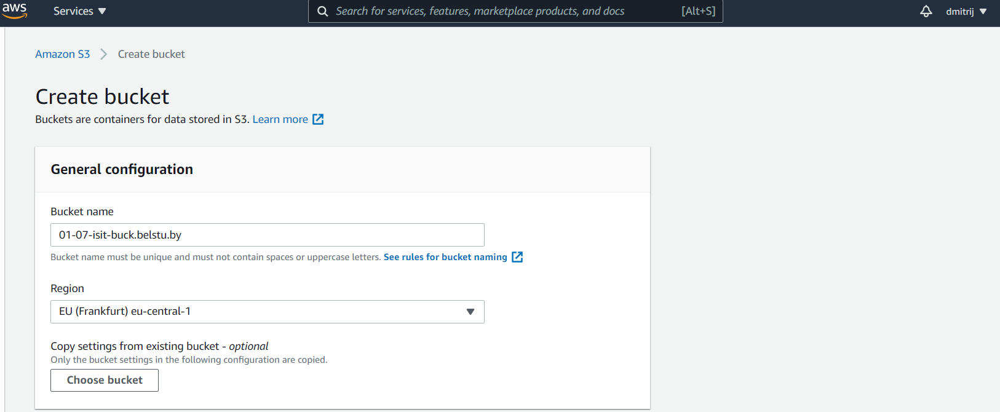 aws Services Search for services, features, marketplace products, and docs [Alt+S] dmitrij
Amazon S3 Create bucket
Create bucket
Buckets are containers for data stored in S3. Learn more
General configuration
Bucket name
01-07-isit-buck.belstu.by
Bucket name must be unique and must not contain spaces or uppercase letters. See rules for bucket naming
Region
EU (Frankfurt) eu-central-1
Copy settings from existing bucket - optional
Only the bucket settings in the following configuration are copied.
Choose bucket